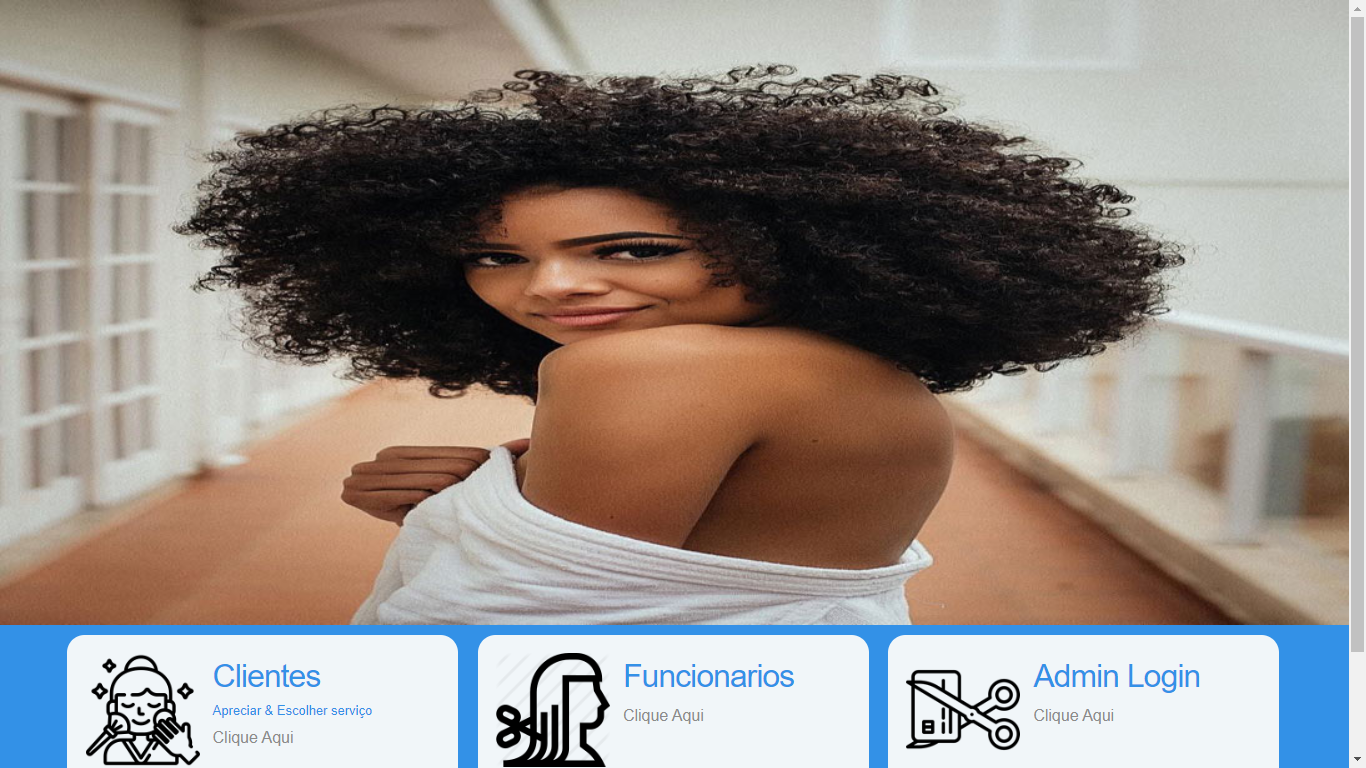 Clientes
Apreciar & Escolher serviço
Clique Aqui
Funcionarios
Clique Aqui
Admin Login
Clique Aqui